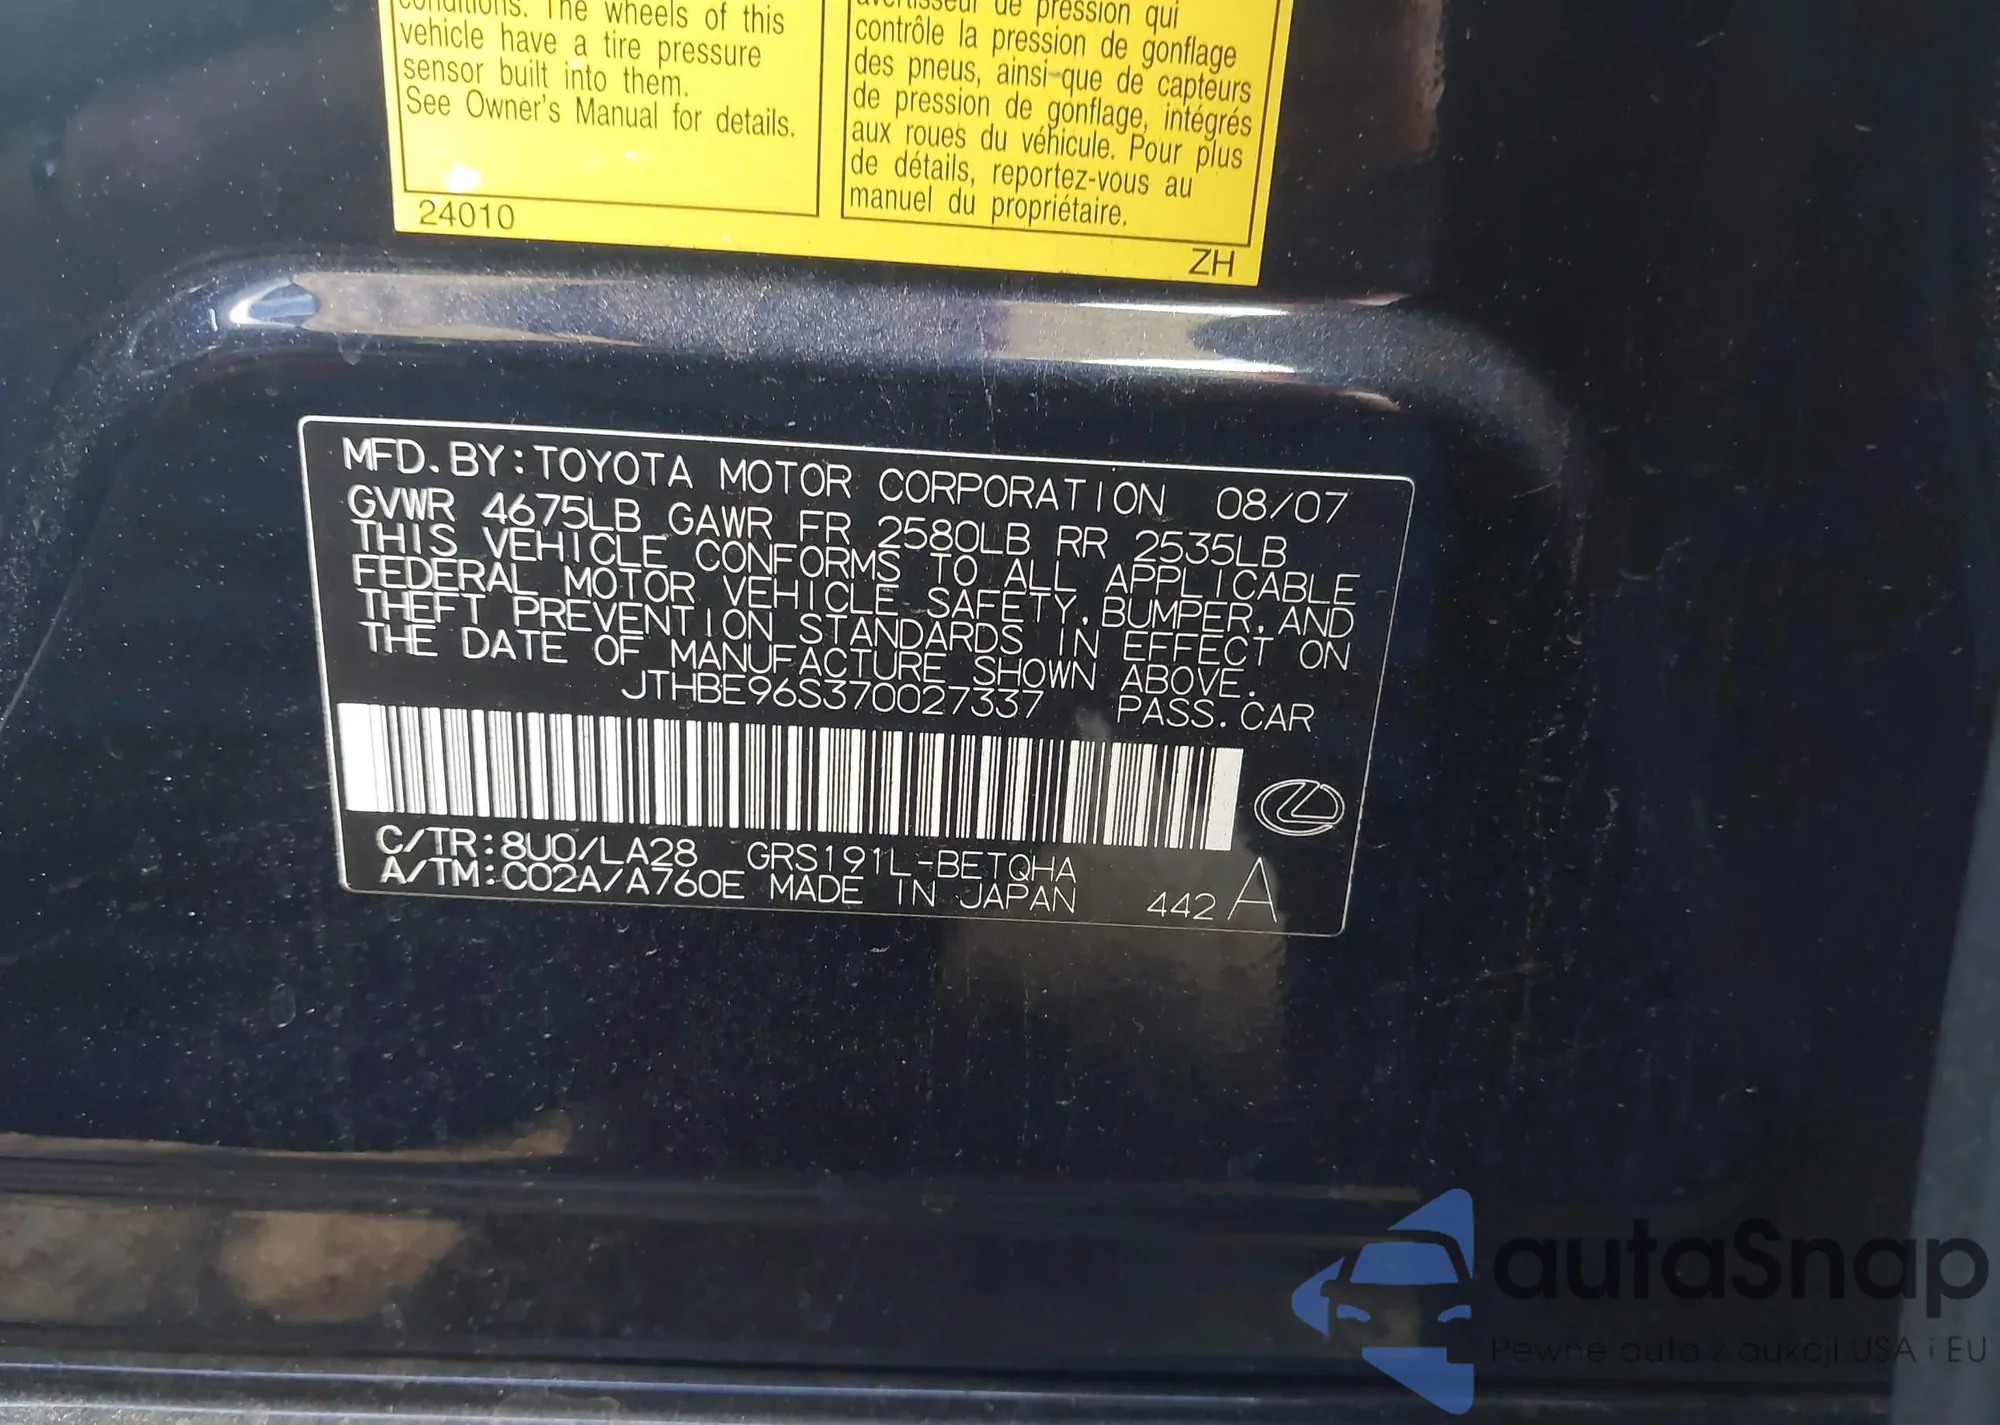 conditions. The wheels of this
vehicle have a tire pressure
sensor built into them.
See Owner's Manual for details.
24010
avertisseur de pression qui
contrôle la pression de gonflage
des pneus, ainsi que de capteurs
de pression de gonflage, intégrés
aux roues du véhicule. Pour plus
de détails, reportez-vous au
manuel du propriétaire.
ZH
MFD. BY: TOYOTA MOTOR CORPORATION 08/07
GVWR 4675LB GAWR FR 2580LB RR 2535LB
THIS VEHICLE CONFORMS TO ALL APPLICABLE
FEDERAL MOTOR VEHICLE SAFETY, BUMPER, AND
THEFT PREVENTION STANDARDS IN EFFECT ON
THE DATE OF MANUFACTURE SHOWN ABOVE.
JTHBE96S370027337 PASS. CAR
C/TR: 8U0/LA28 GRS191L-BETQHA
A/TM: C02A/A760E MADE IN JAPAN 442 A
autaSnap
Pewne auta z aukcji USA i EU